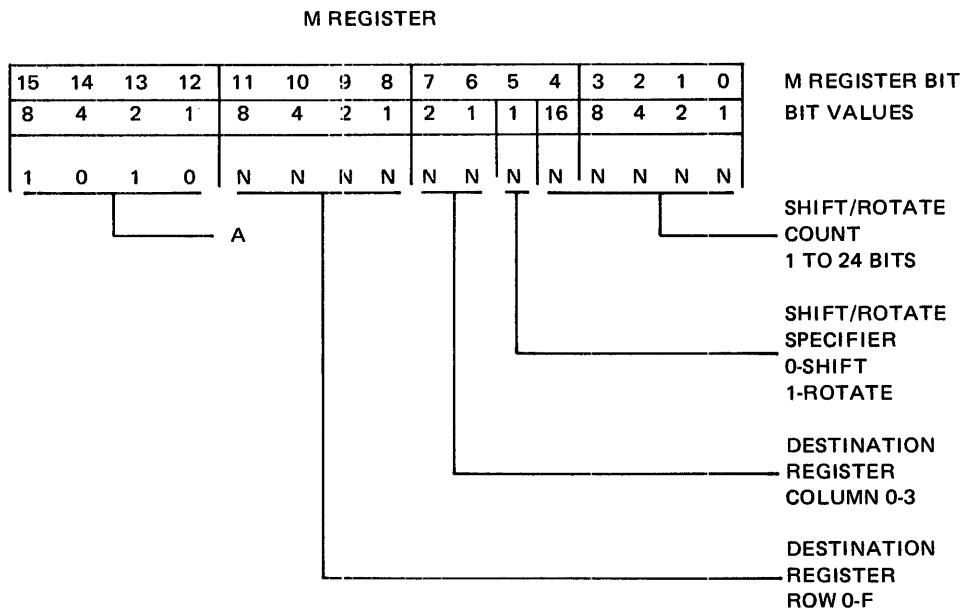 M REGISTER
15 14 13 12 11 10 9 8 7 6 5 4 3 2 1 0 M REGISTER BIT
8 4 2 1 8 4 2 1 2 1 1 16 8 4 2 1 BIT VALUES
1 0 1 0 N N N N N N N N N N N N
A
SHIFT/ROTATE
COUNT
1 TO 24 BITS
SHIFT/ROTATE
SPECIFIER
0-SHIFT
1-ROTATE
DESTINATION
REGISTER
COLUMN 0-3
DESTINATION
REGISTER
ROW 0-F